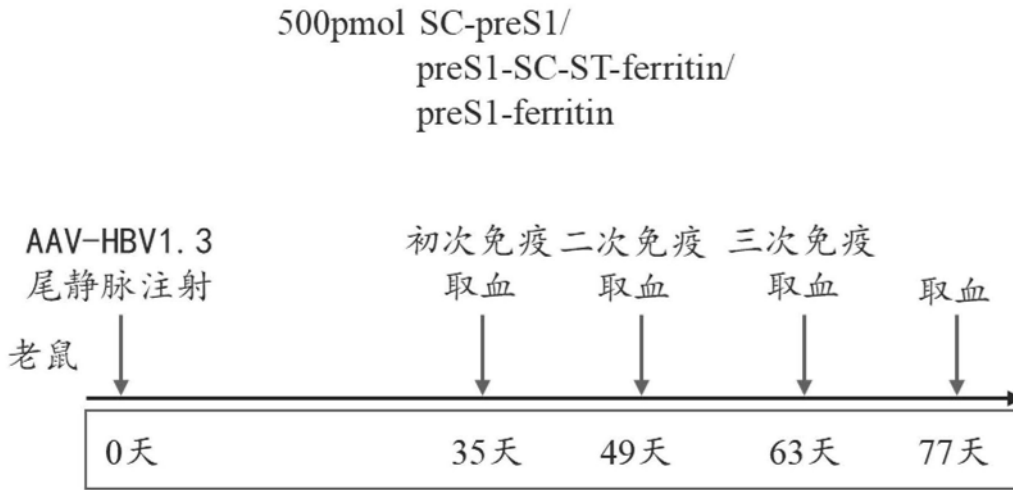 500pmol SC-preS1/
preS1-SC-ST-ferritin/
preS1-ferritin
AAV-HBV1.3 初次免疫 二次免疫 三次免疫
尾静脉注射 取血 取血 取血 取血
老鼠
0天 35天 49天 63天 77天